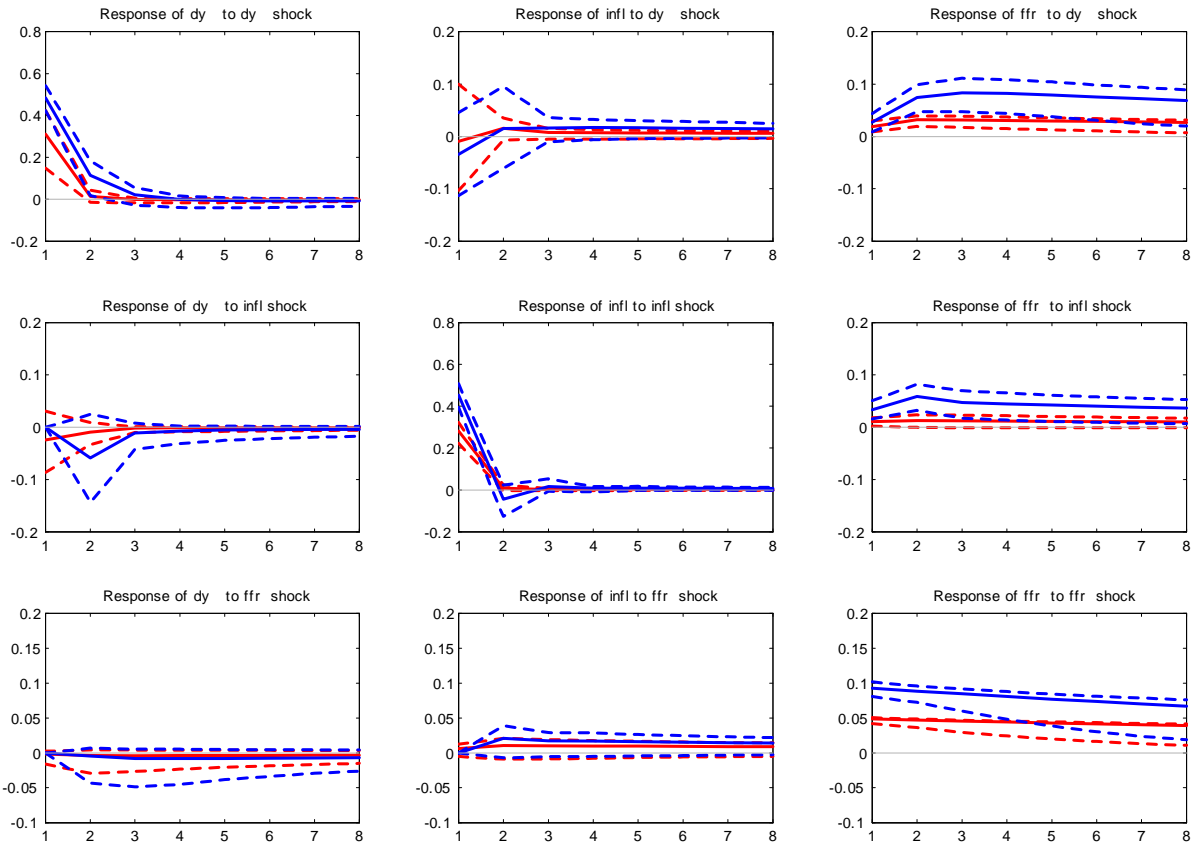 Response of dy to dy shock
0.8
0.6
0.4
0.2
0
-0.2
1 2 3 4 5 6 7 8
Response of infl to dy shock
0.2
0.1
0
-0.1
-0.2
1 2 3 4 5 6 7 8
Response of ffr to dy shock
0.2
0.1
0
-0.1
-0.2
1 2 3 4 5 6 7 8
Response of dy to infl shock
0.2
0.1
0
-0.1
-0.2
1 2 3 4 5 6 7 8
Response of infl to infl shock
0.8
0.6
0.4
0.2
0
-0.2
1 2 3 4 5 6 7 8
Response of ffr to infl shock
0.2
0.1
0
-0.1
-0.2
1 2 3 4 5 6 7 8
Response of dy to ffr shock
0.2
0.15
0.1
0.05
0
-0.05
-0.1
1 2 3 4 5 6 7 8
Response of infl to ffr shock
0.2
0.15
0.1
0.05
0
-0.05
-0.1
1 2 3 4 5 6 7 8
Response of ffr to ffr shock
0.2
0.15
0.1
0.05
0
-0.05
-0.1
1 2 3 4 5 6 7 8